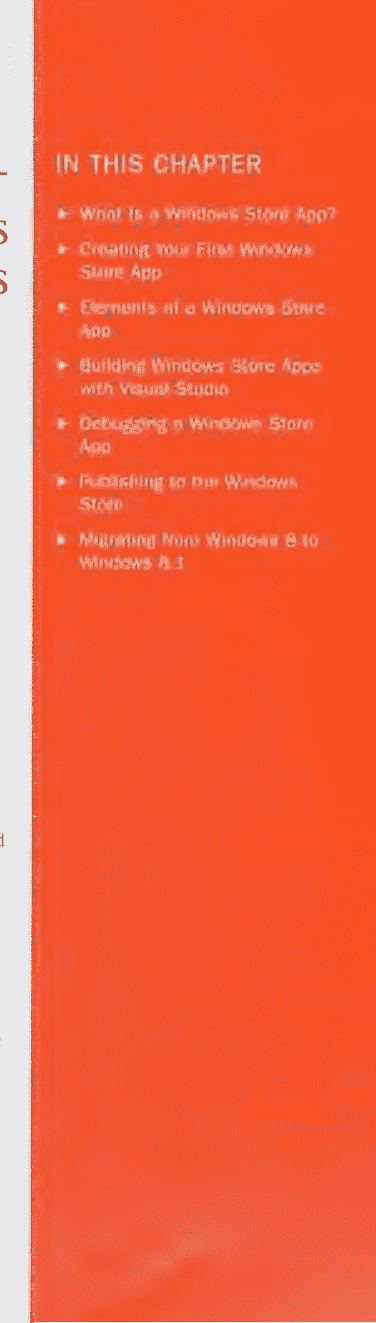 IN THIS CHAPTER
► What Is a Windows Store App?
► Creating Your First Windows
Store App
► Elements of a Windows Store
App
► Building Windows Store Apps
with Visual Studio
► Debugging a Windows Store
App
► Publishing to the Windows
Store
► Migrating from Windows 8 to
Windows 8.1
S
S
d